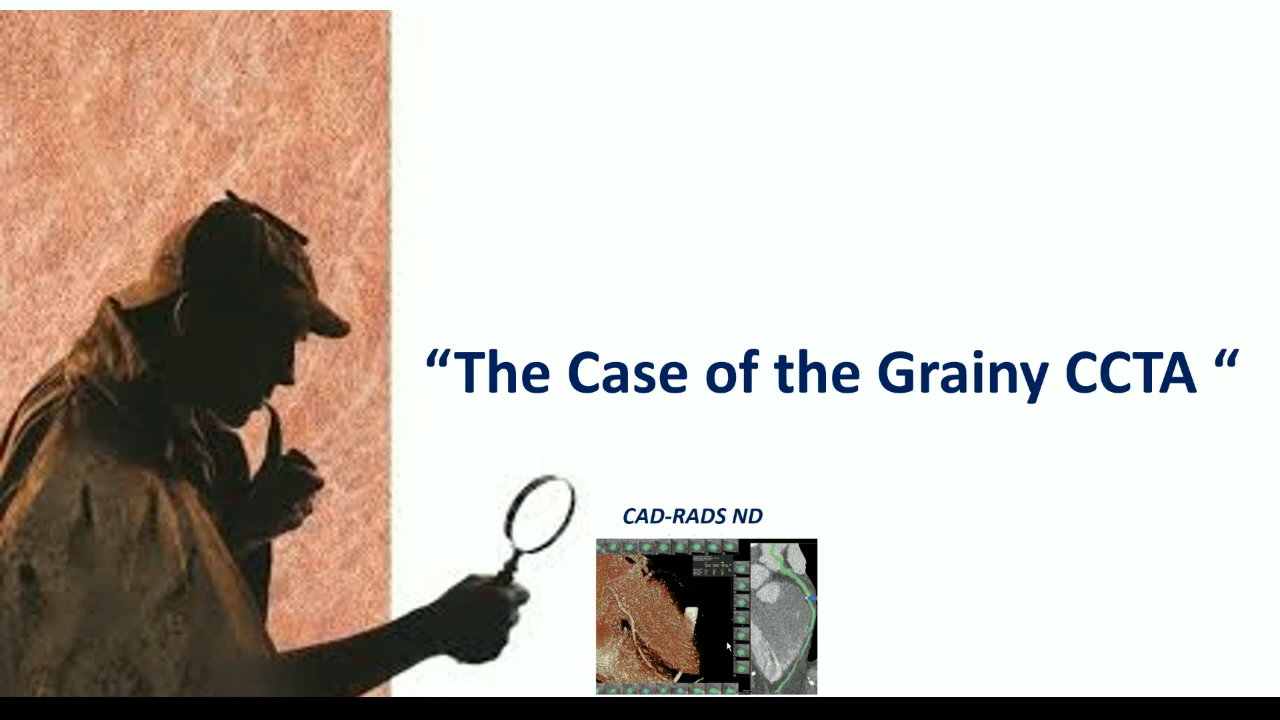 “The Case of the Grainy CCTA “
CAD-RADS ND